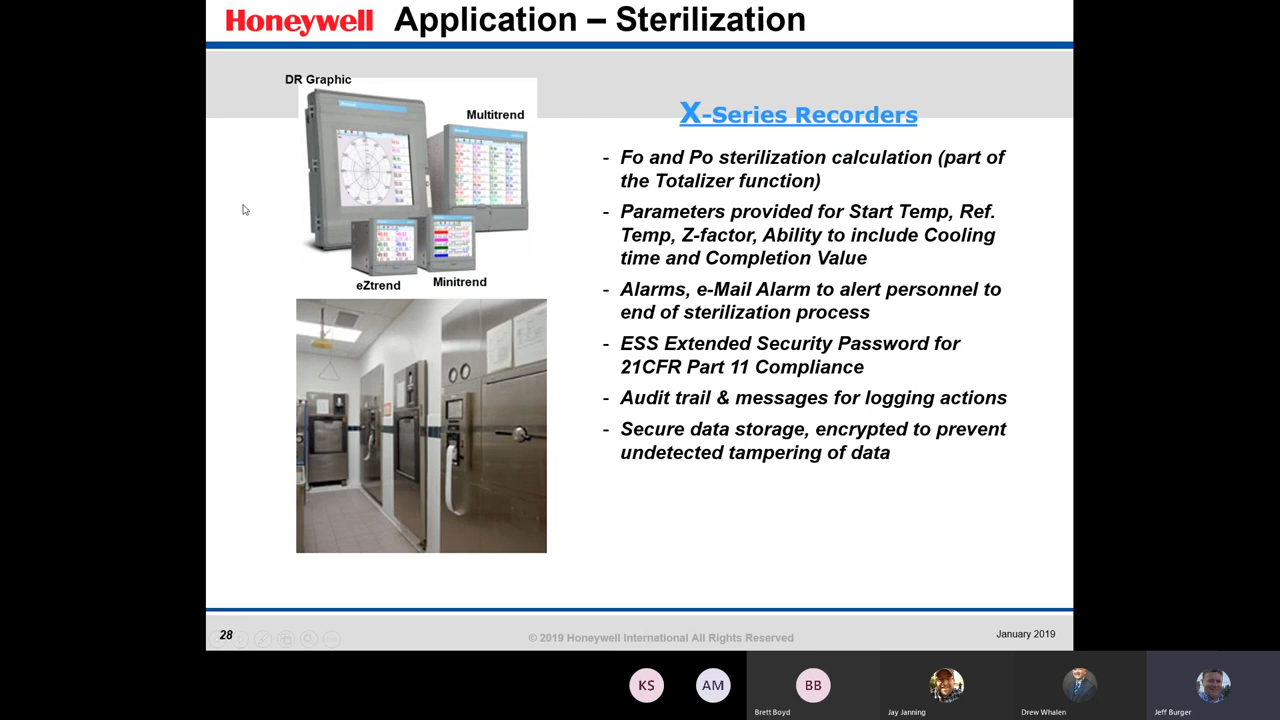 Honeywell Application – Sterilization
DR Graphic
Multitrend
eZtrend
Minitrend
X-Series Recorders
- Fo and Po sterilization calculation (part of
the Totalizer function)
- Parameters provided for Start Temp, Ref.
Temp, Z-factor, Ability to include Cooling
time and Completion Value
- Alarms, e-Mail Alarm to alert personnel to
end of sterilization process
- ESS Extended Security Password for
21CFR Part 11 Compliance
- Audit trail & messages for logging actions
- Secure data storage, encrypted to prevent
undetected tampering of data
28
© 2019 Honeywell International All Rights Reserved
January 2019
KS
AM
BB
Brett Boyd
Jay Janning
Drew Whalen
Jeff Burger